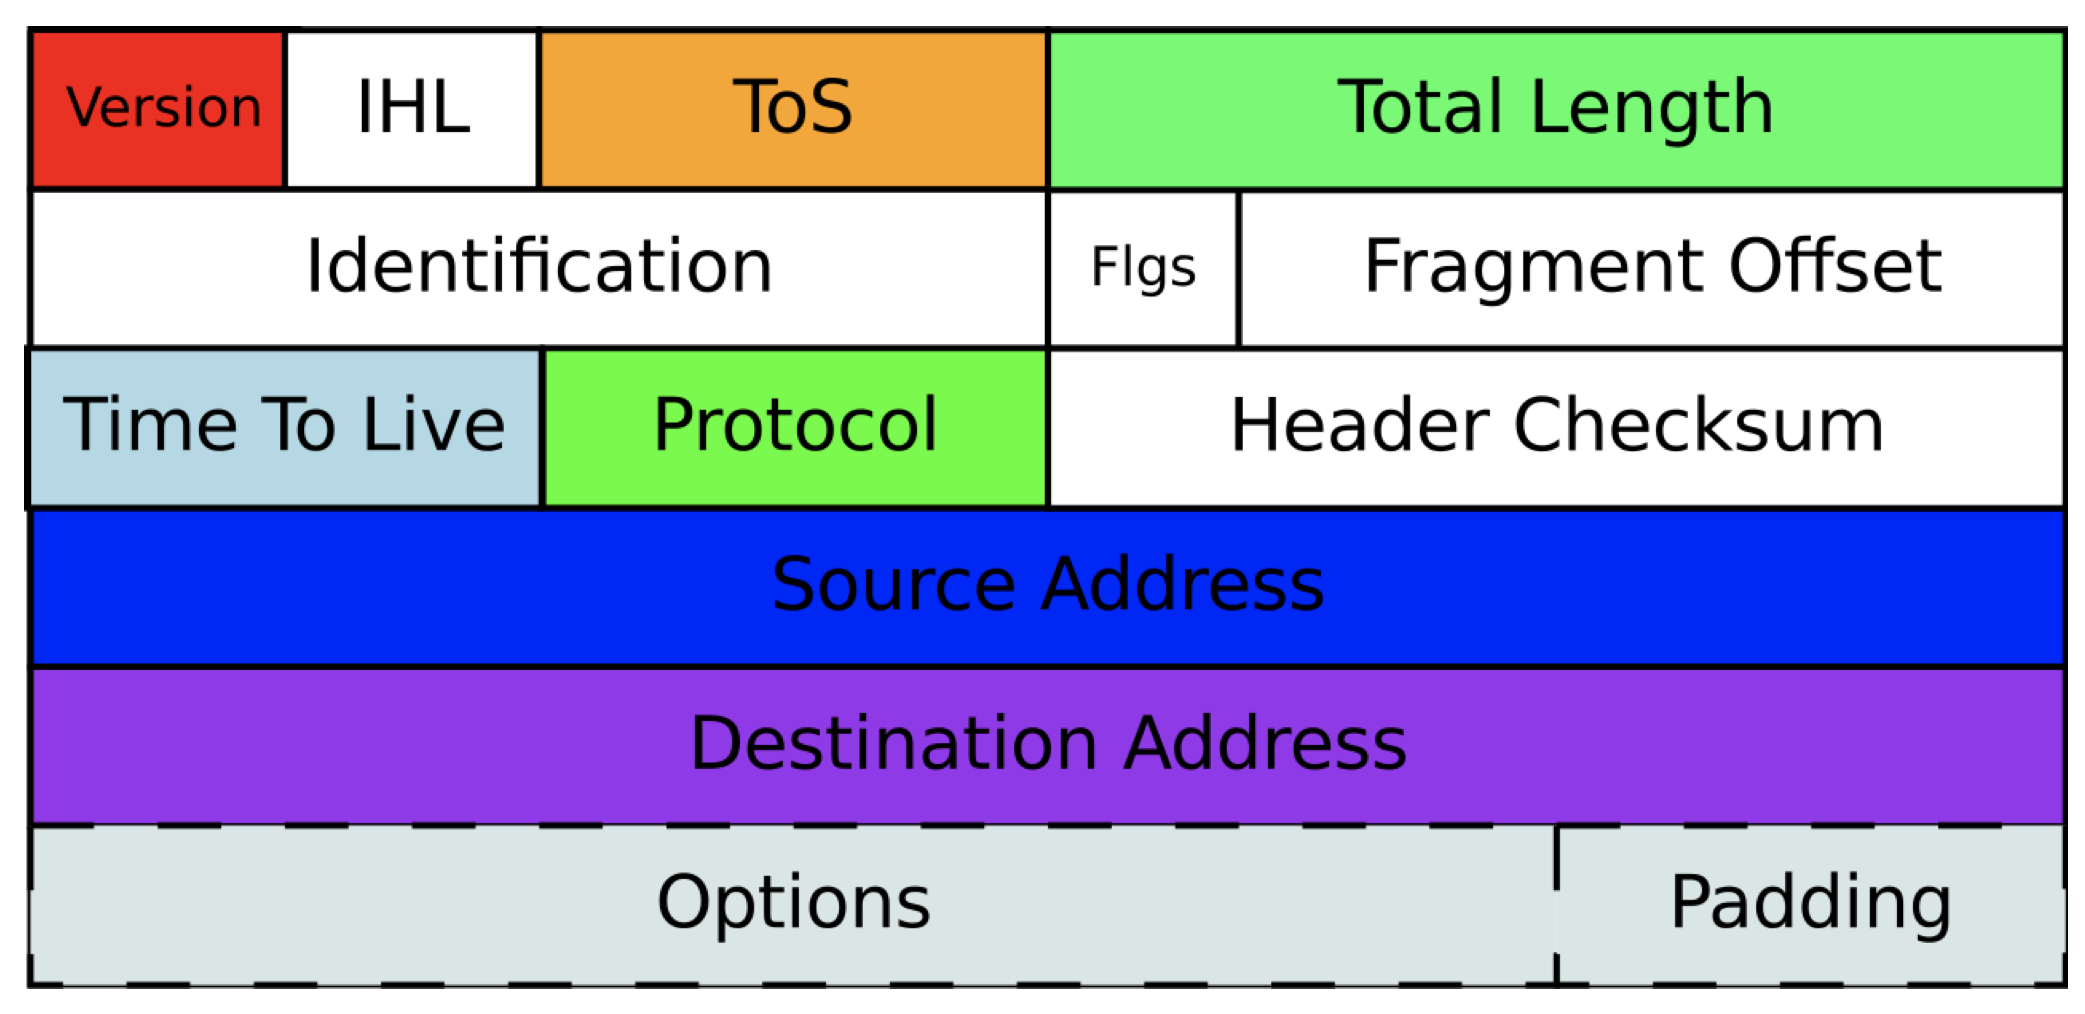 Version IHL ToS Total Length
Identification Flgs Fragment Offset
Time To Live Protocol Header Checksum
Source Address
Destination Address
Options Padding